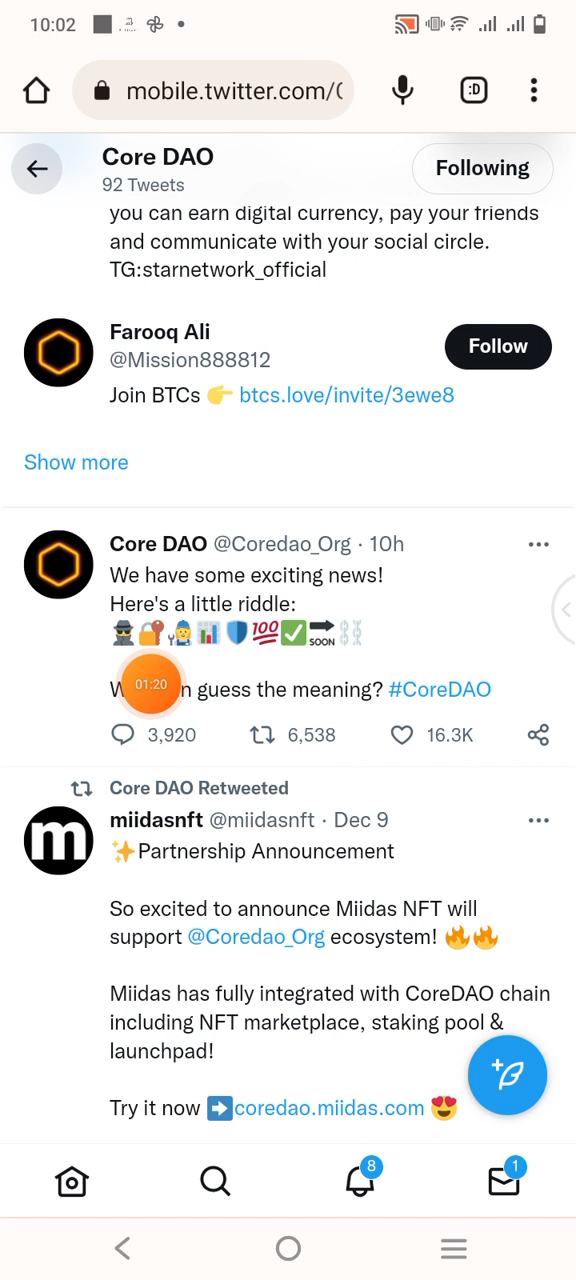 10:02
mobile.twitter.com/
:D
Core DAO
92 Tweets
Following
you can earn digital currency, pay your friends
and communicate with your social circle.
TG:starnetwork_official
Farooq Ali
@Mission888812
Follow
Join BTCs 👉 btcs.love/invite/3ewe8
Show more
Core DAO @Coredao_Org · 10h
We have some exciting news!
Here's a little riddle:
🕵️🔐👩‍🔧📊🛡️💯✅🔜⛓️
01:20
guess the meaning? #CoreDAO
3,920
6,538
16.3K
Core DAO Retweeted
miidasnft @miidasnft · Dec 9
m
✨Partnership Announcement
So excited to announce Miidas NFT will
support @Coredao_Org ecosystem! 🔥🔥
Miidas has fully integrated with CoreDAO chain
including NFT marketplace, staking pool &
launchpad!
Try it now ➡️coredao.miidas.com 😍
8
1